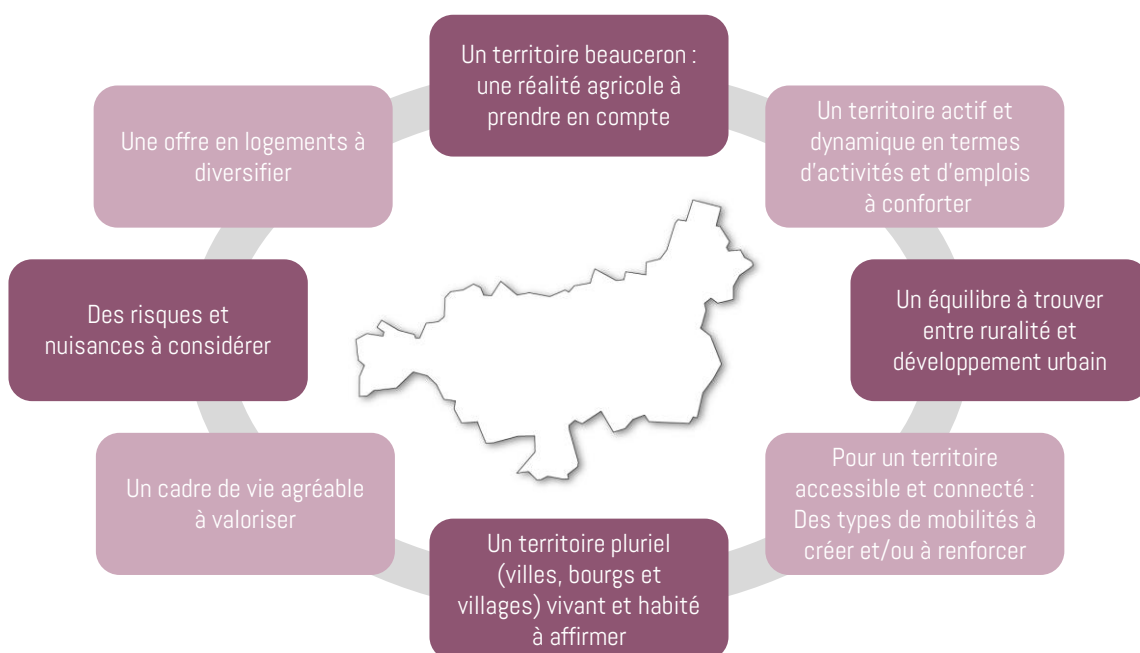 Un territoire beauceron :
une réalité agricole à
prendre en compte
Un territoire actif et
dynamique en termes
d'activités et d'emplois
à conforter
Un équilibre à trouver
entre ruralité et
développement urbain
Pour un territoire
accessible et connecté :
Des types de mobilités à
créer et/ou à renforcer
Un territoire pluriel
(villes, bourgs et
villages) vivant et habité
à affirmer
Un cadre de vie agréable
à valoriser
Des risques et
nuisances à considérer
Une offre en logements à
diversifier